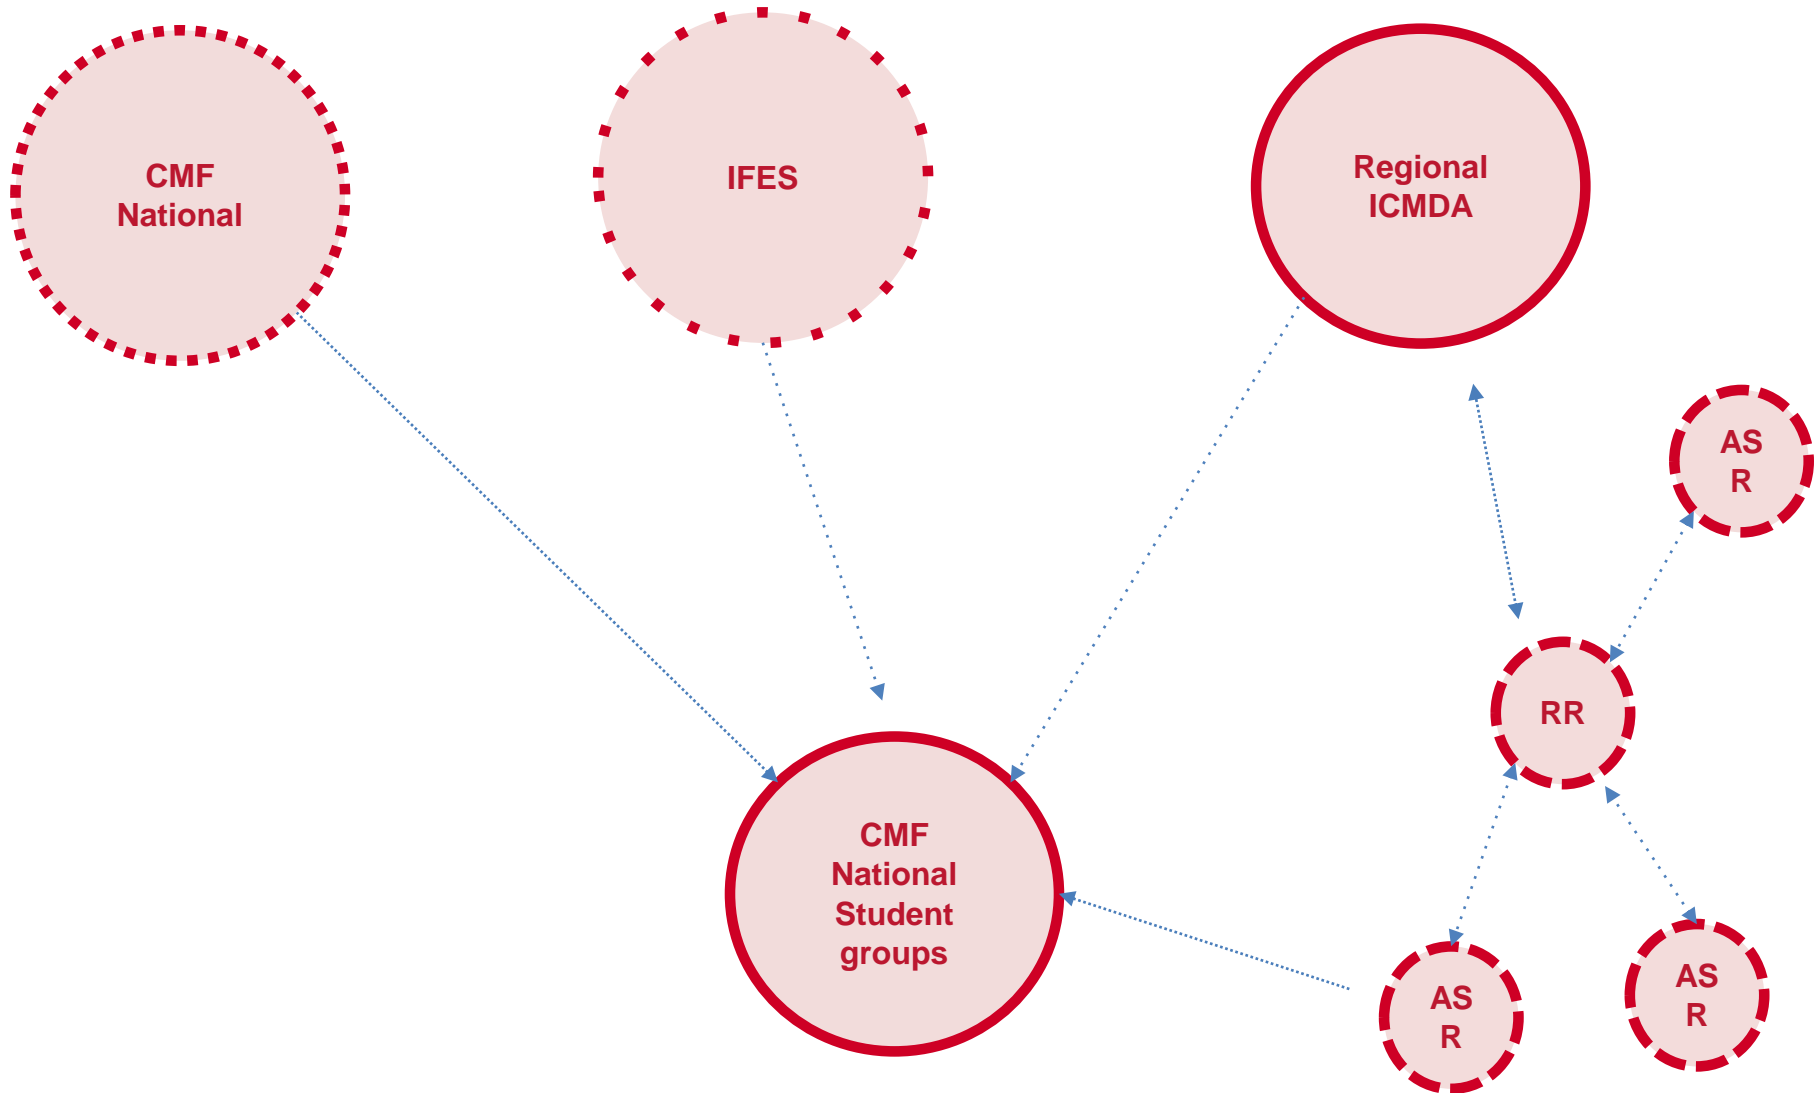 CMF
National
IFES
Regional
ICMDA
AS
R
RR
CMF
National
Student
groups
AS
R
AS
R